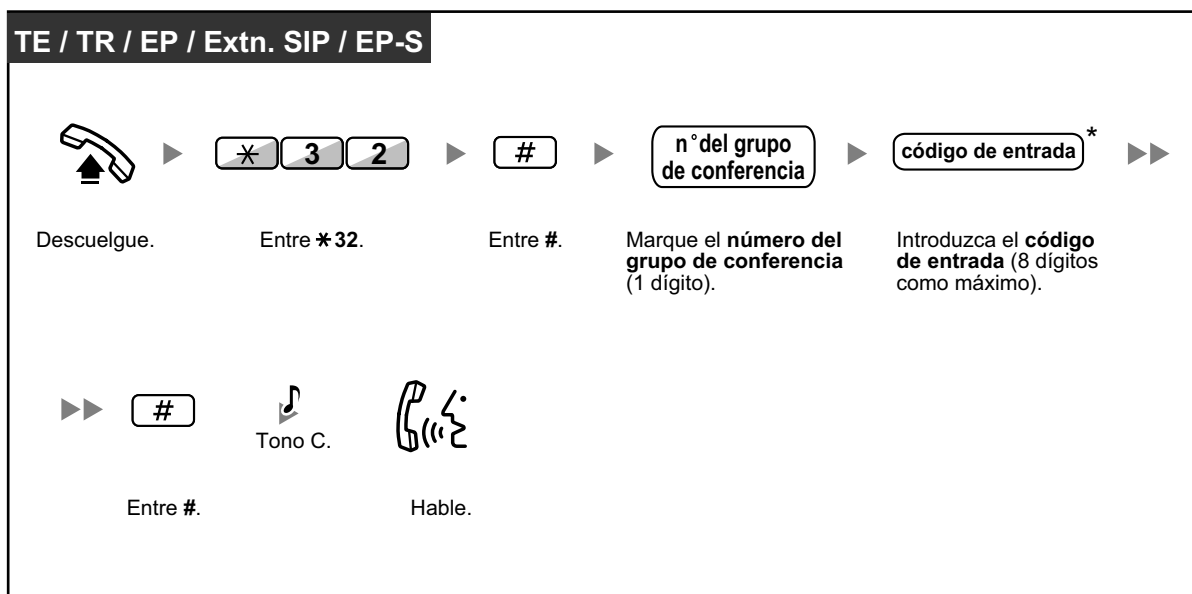 TE / TR / EP / Extn. SIP / EP-S
✳ 3 2
#
n°del grupo
de conferencia
código de entrada*
Descuelgue.
Entre ✳32.
Entre #.
Marque el número del
grupo de conferencia
(1 dígito).
Introduzca el código
de entrada (8 dígitos
como máximo).
#
Tono C.
Entre #.
Hable.